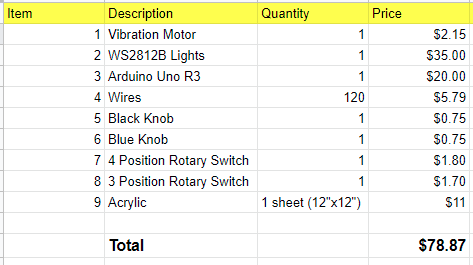 Item Description Quantity Price
1 Vibration Motor 1 $2.15
2 WS2812B Lights 1 $35.00
3 Arduino Uno R3 1 $20.00
4 Wires 120 $5.79
5 Black Knob 1 $0.75
6 Blue Knob 1 $0.75
7 4 Position Rotary Switch 1 $1.80
8 3 Position Rotary Switch 1 $1.70
9 Acrylic 1 sheet (12"x12") $11
Total $78.87